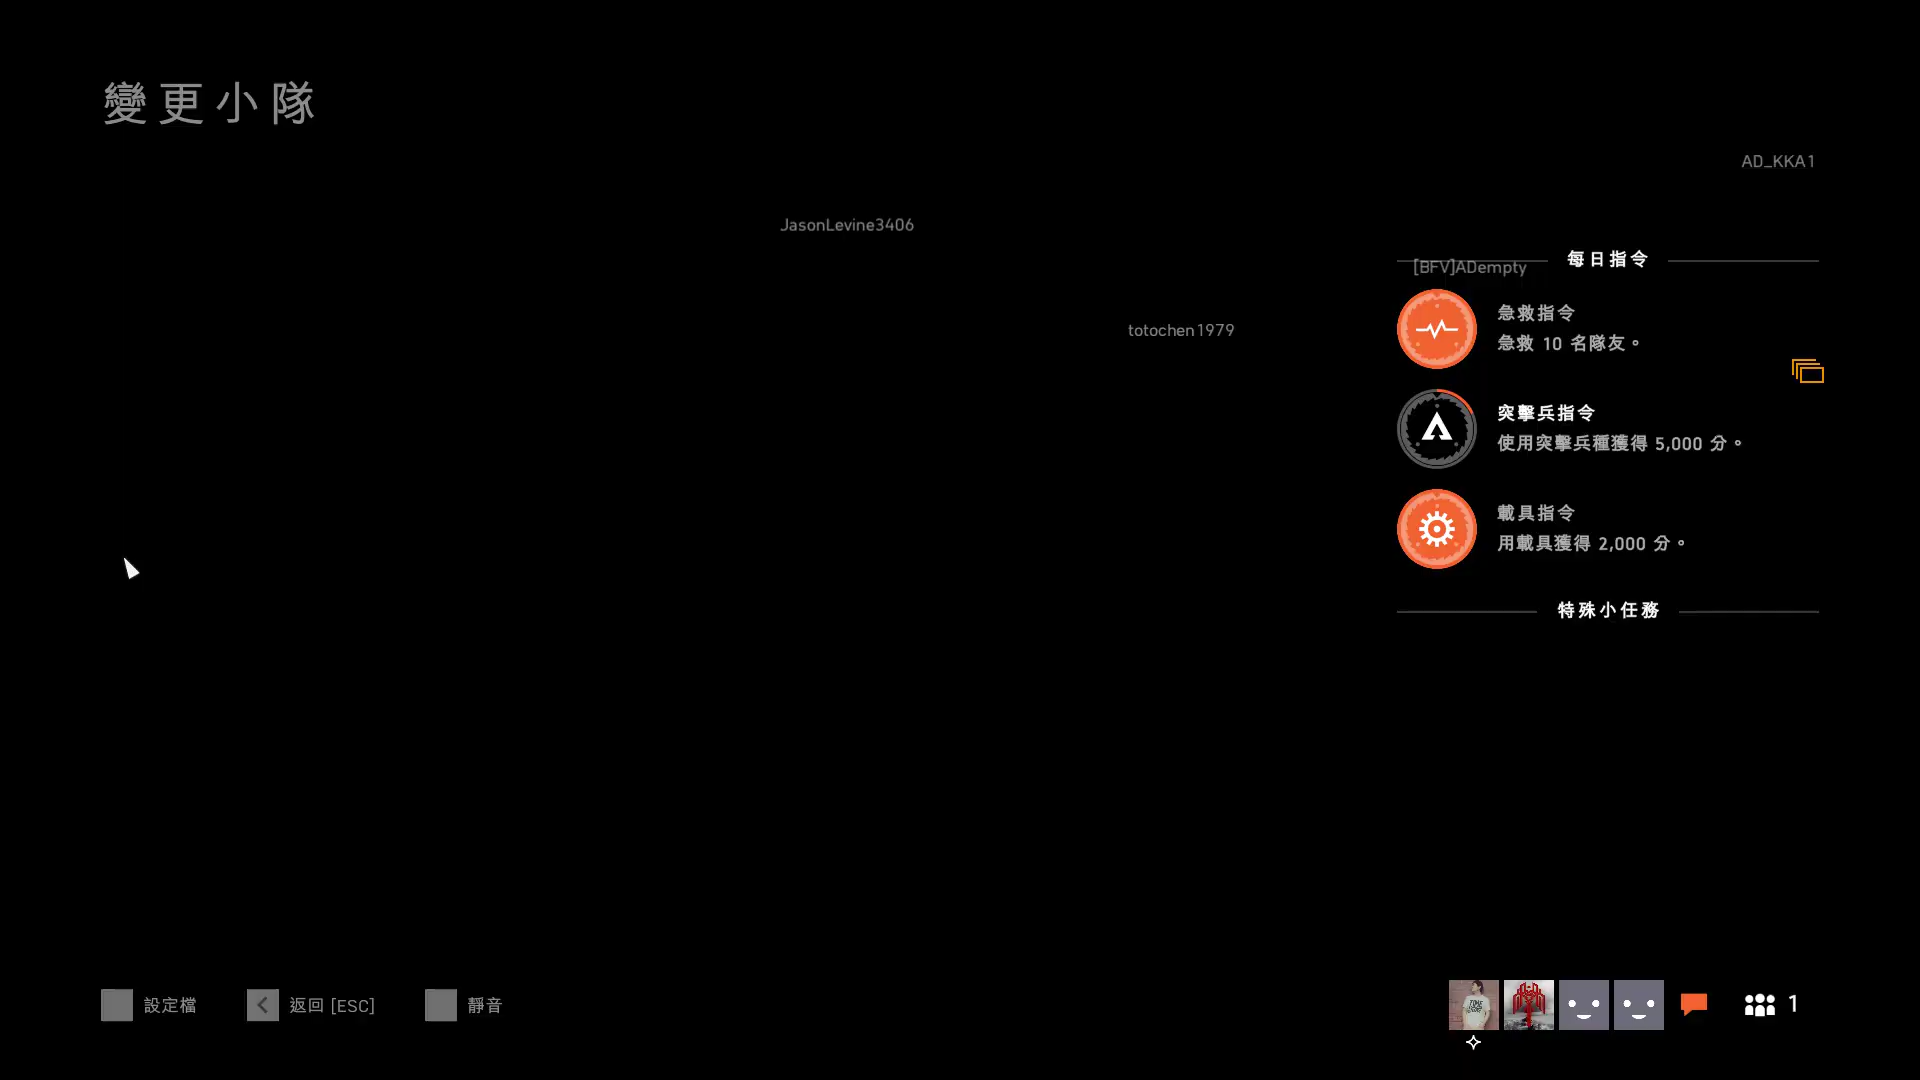 變更小隊
AD_KKA1
JasonLevine3406
每日指令
[BFV]ADempty
急救指令
急救 10 名隊友。
totochen1979
突擊兵指令
使用突擊兵種獲得 5,000 分。
載具指令
用載具獲得 2,000 分。
特殊小任務
設定檔
返回 [ESC]
靜音
1